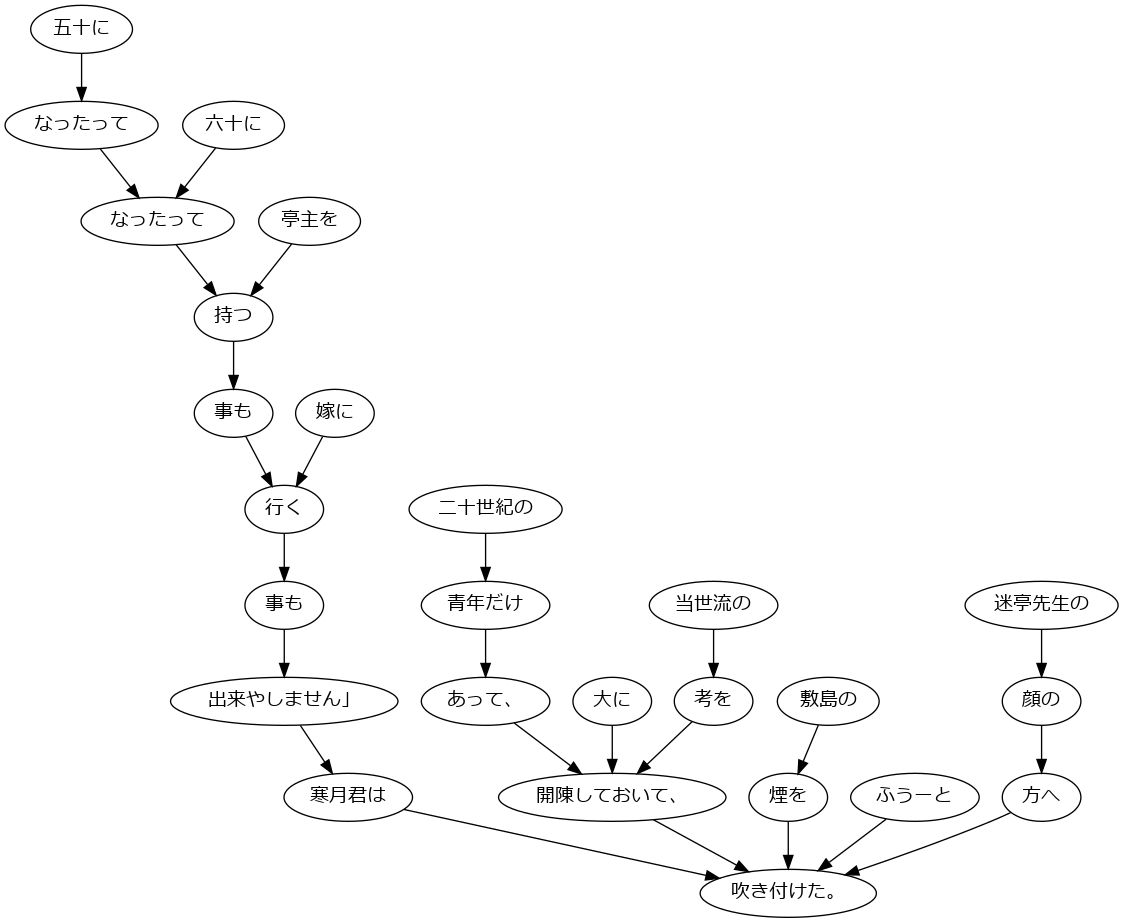 五十に
なったって
六十に
なったって
亭主を
持つ
事も
嫁に
行く
二十世紀の
事も
青年だけ
当世流の
迷亭先生の
出来やしません」
あって、
大に
考を
敷島の
顔の
寒月君は
開陳しておいて、
煙を
ふうーと
方へ
吹き付けた。